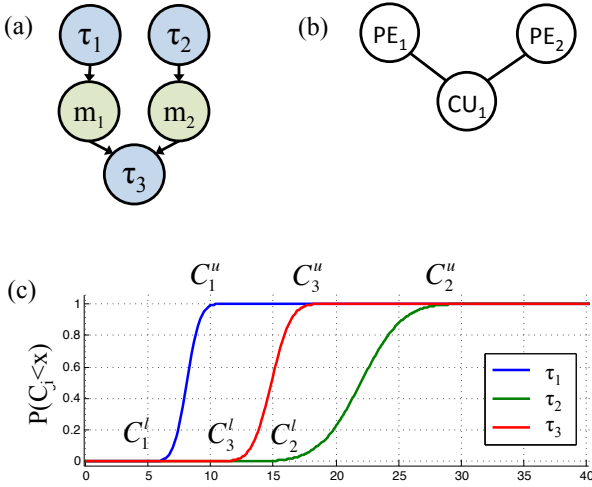 (a)
τ₁ τ₂
m₁ m₂
τ₃
(b)
PE₁ PE₂
CU₁
(c)
C₁ᵘ C₃ᵘ C₂ᵘ
P(Cᵢ<x)
1
0.8
0.6
0.4
0.2
0
C₁ˡ C₃ˡ C₂ˡ
τ₁
τ₂
τ₃
0 5 10 15 20 25 30 35 40